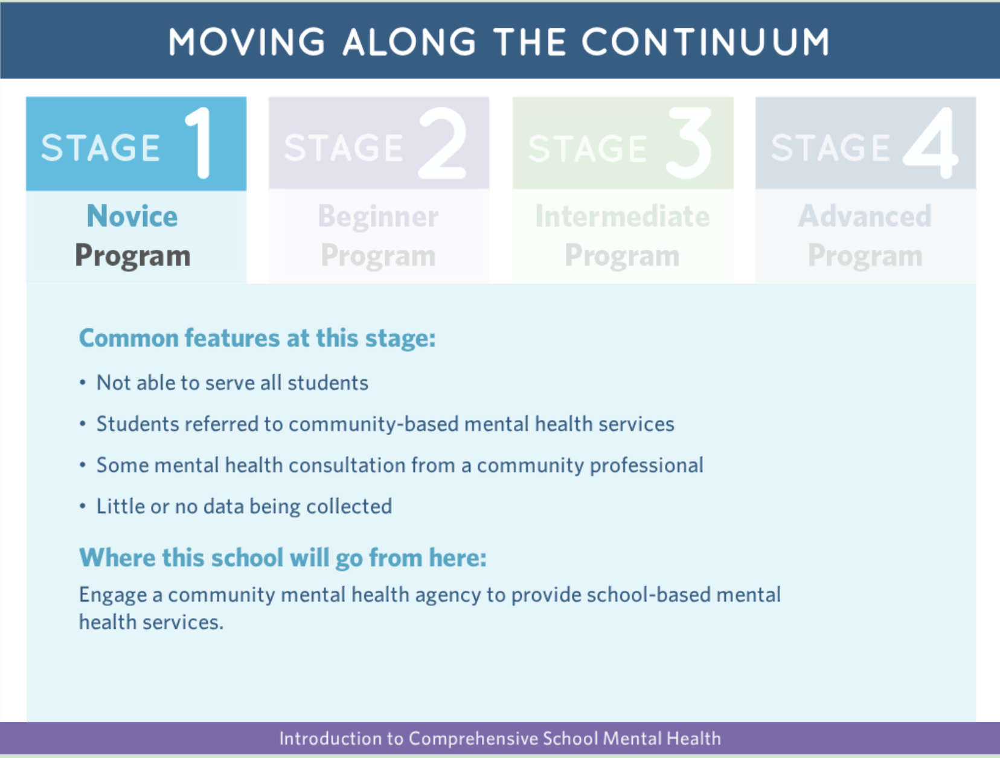 MOVING ALONG THE CONTINUUM
STAGE 1
Novice
Program
STAGE 2
Beginner
Program
STAGE 3
Intermediate
Program
STAGE 4
Advanced
Program
Common features at this stage:
• Not able to serve all students
• Students referred to community-based mental health services
• Some mental health consultation from a community professional
• Little or no data being collected
Where this school will go from here:
Engage a community mental health agency to provide school-based mental
health services.
Introduction to Comprehensive School Mental Health